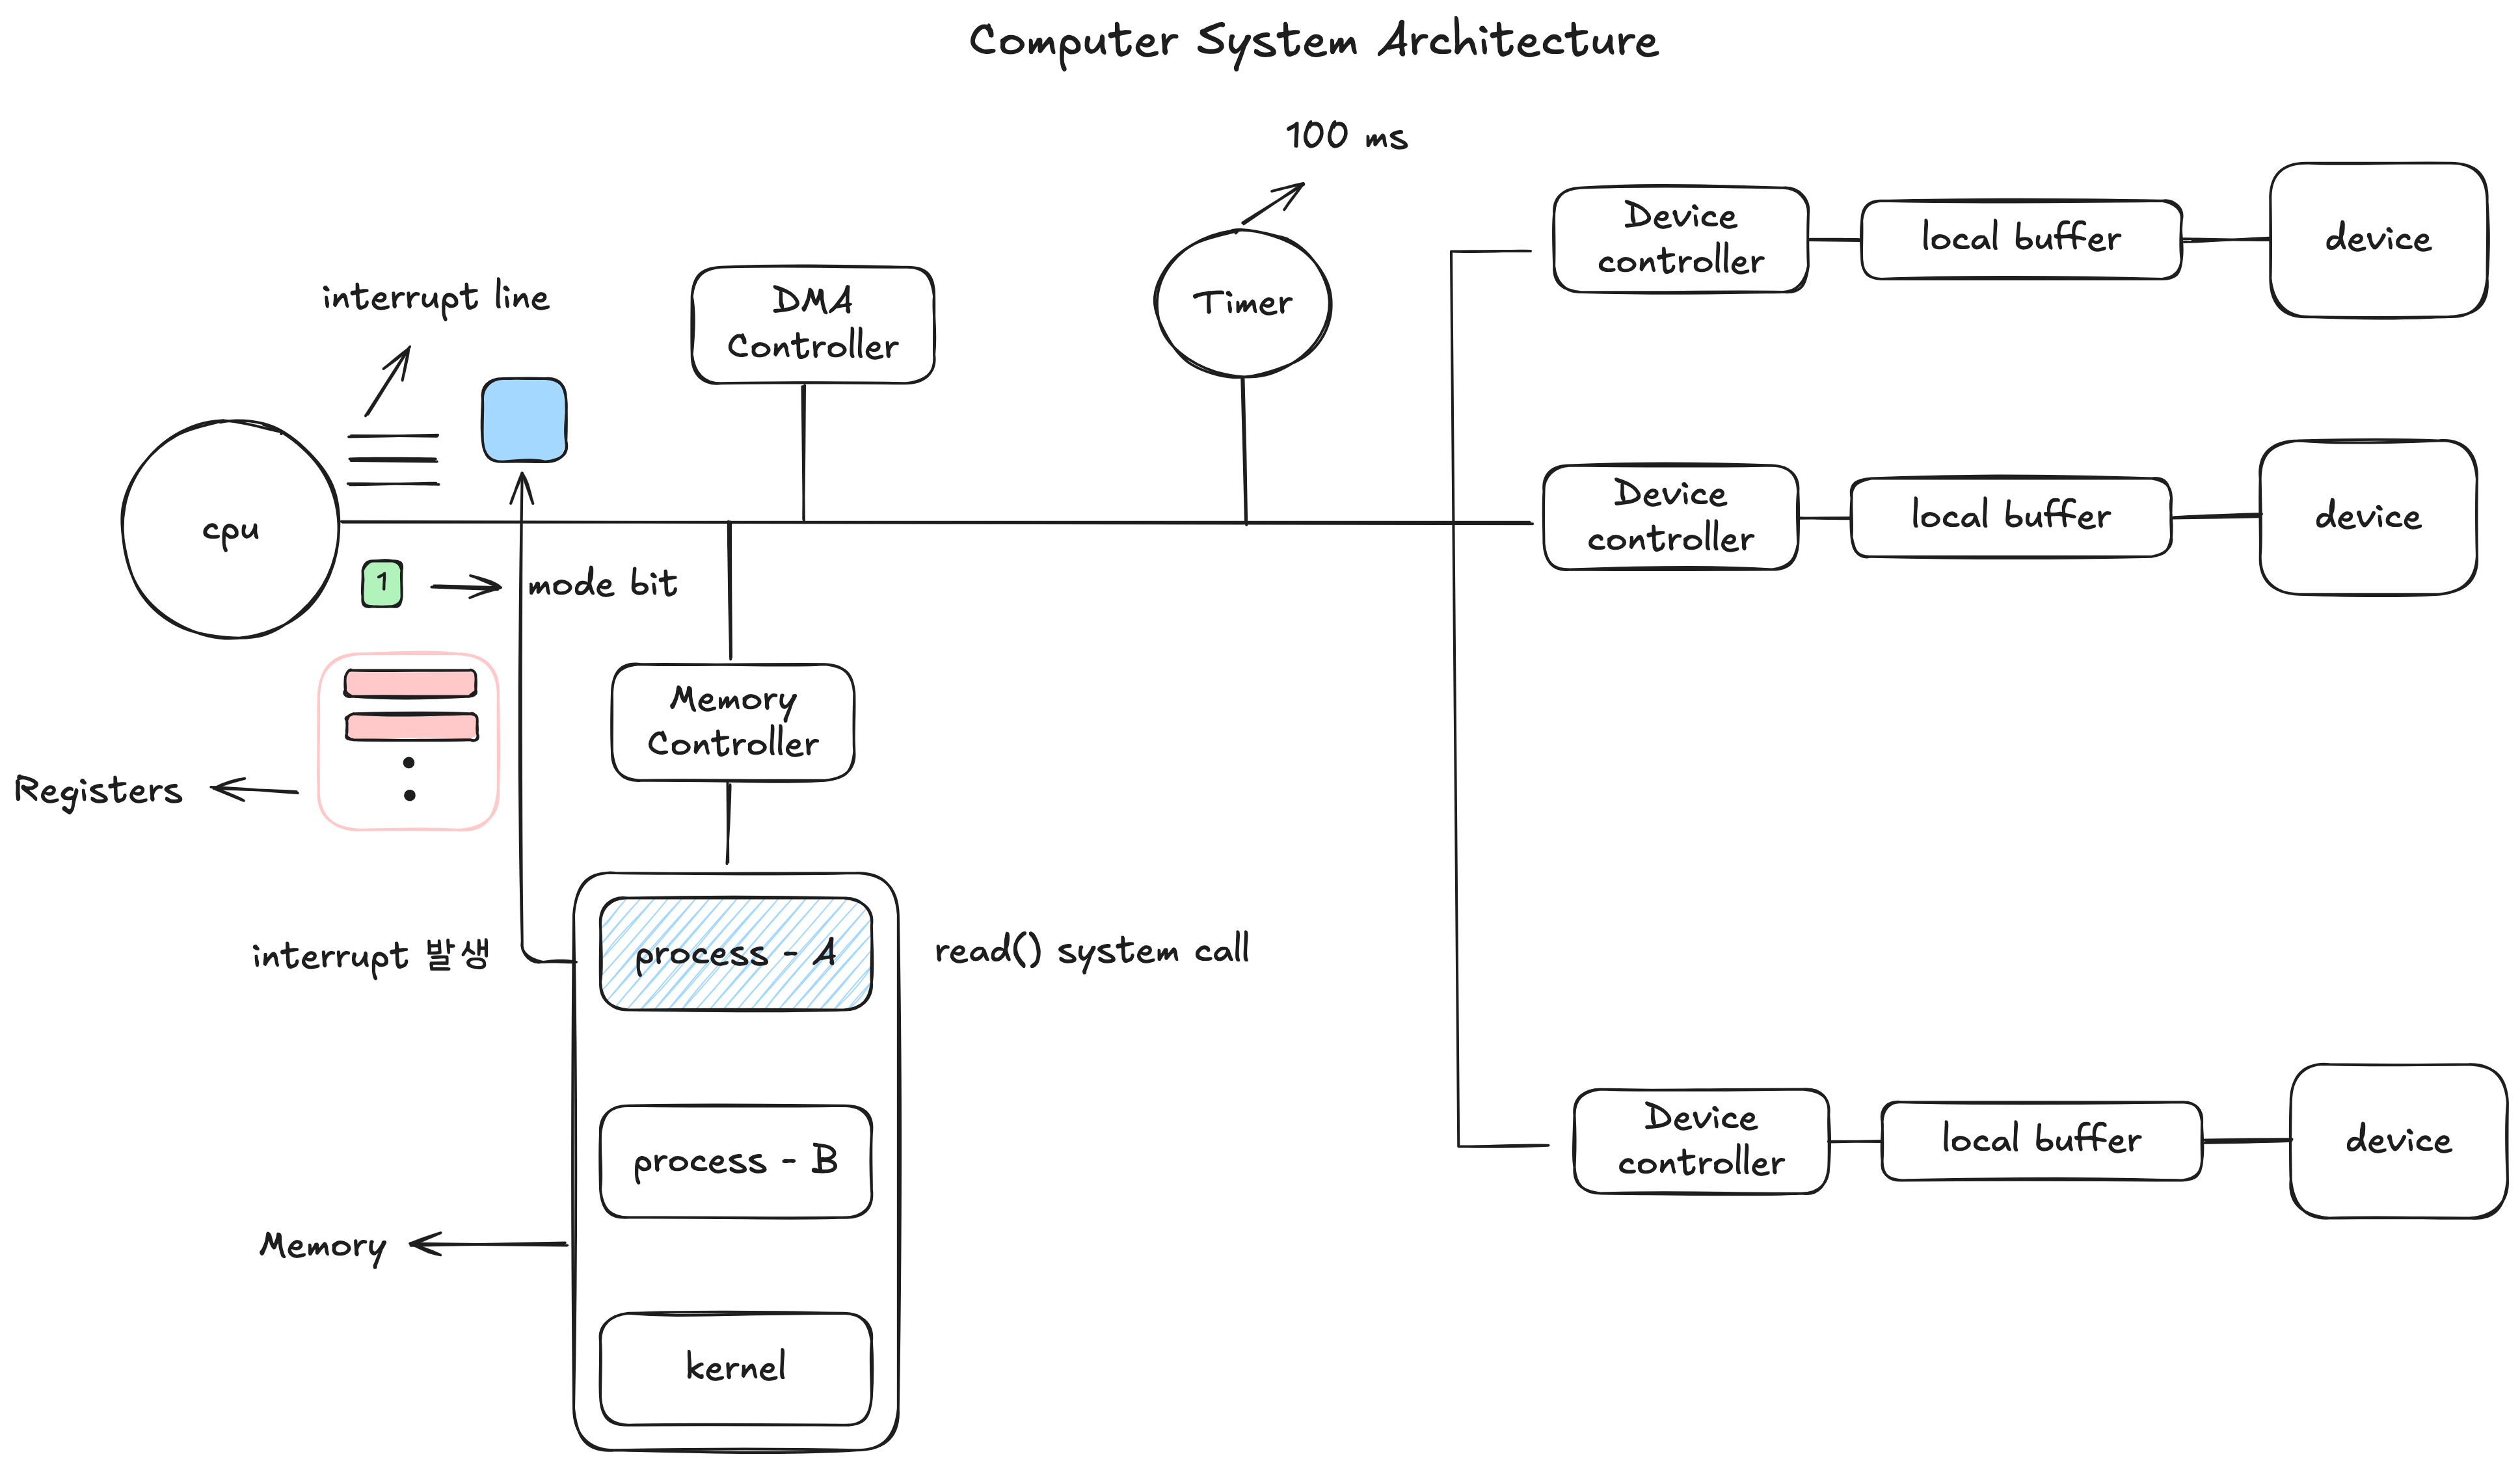 Computer System Architecture
100 ms
Device
controller
local buffer
device
interrupt line
DMA
Controller
Timer
cpu
Device
controller
local buffer
device
1
mode bit
Memory
Controller
Registers
interrupt 발생
process - A
read() system call
process - B
Device
controller
local buffer
device
Memory
kernel